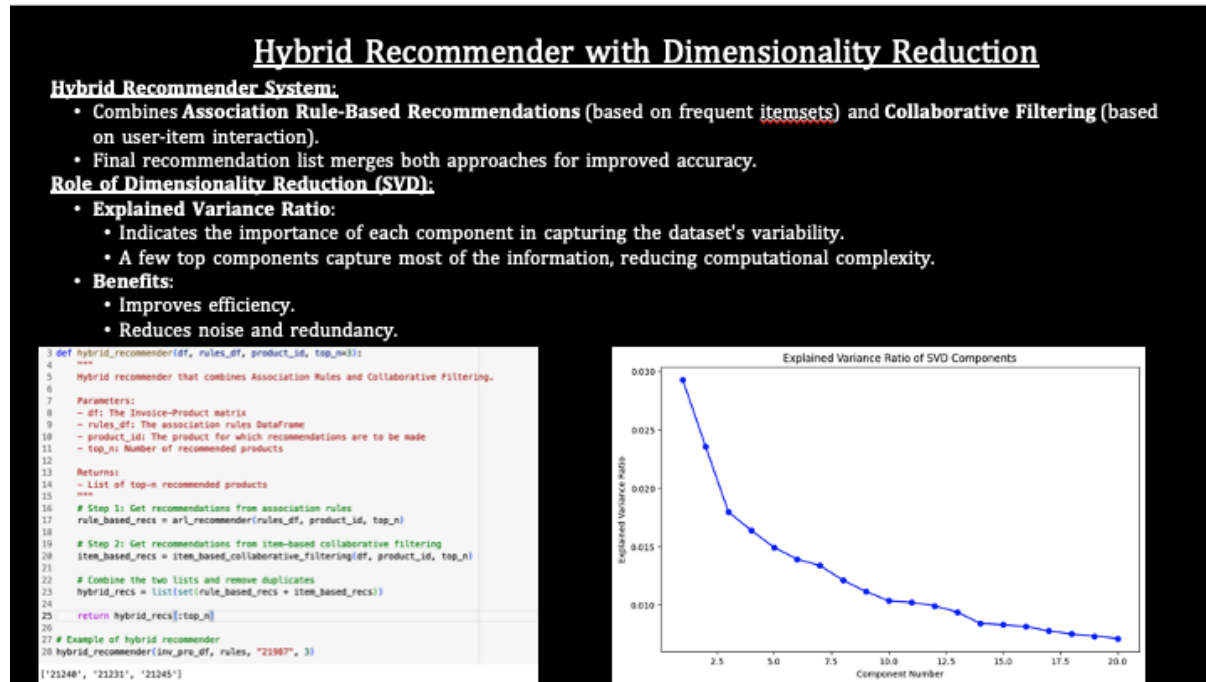 Hybrid Recommender with Dimensionality Reduction
Hybrid Recommender System:
• Combines Association Rule-Based Recommendations (based on frequent itemsets) and Collaborative Filtering (based
on user-item interaction).
• Final recommendation list merges both approaches for improved accuracy.
Role of Dimensionality Reduction (SVD):
• Explained Variance Ratio:
• Indicates the importance of each component in capturing the dataset's variability.
• A few top components capture most of the information, reducing computational complexity.
• Benefits:
• Improves efficiency.
• Reduces noise and redundancy.
3 def hybrid_recommender(df, rules_df, product_id, top_n=3):
4 """
5 Hybrid recommender that combines Association Rules and Collaborative Filtering.
6
7 Parameters:
8 - df: The Invoice-Product matrix
9 - rules_df: The association rules DataFrame
10 - product_id: The product for which recommendations are to be made
11 - top_n: Number of recommended products
12
13 Returns:
14 - List of top-n recommended products
15 """
16 # Step 1: Get recommendations from association rules
17 rule_based_recs = arl_recommender(rules_df, product_id, top_n)
18
19 # Step 2: Get recommendations from item-based collaborative filtering
20 item_based_recs = item_based_collaborative_filtering(df, product_id, top_n)
21
22 # Combine the two lists and remove duplicates
23 hybrid_recs = list(set(rule_based_recs + item_based_recs))
24
25 return hybrid_recs[:top_n]
26
27 # Example of hybrid recommender
28 hybrid_recommender(inv_pro_df, rules, "21987", 3)
['21240', '21231', '21245']
Explained Variance Ratio of SVD Components
Explained Variance Ratio
0.030
0.025
0.020
0.015
0.010
2.5 5.0 7.5 10.0 12.5 15.0 17.5 20.0
Component Number